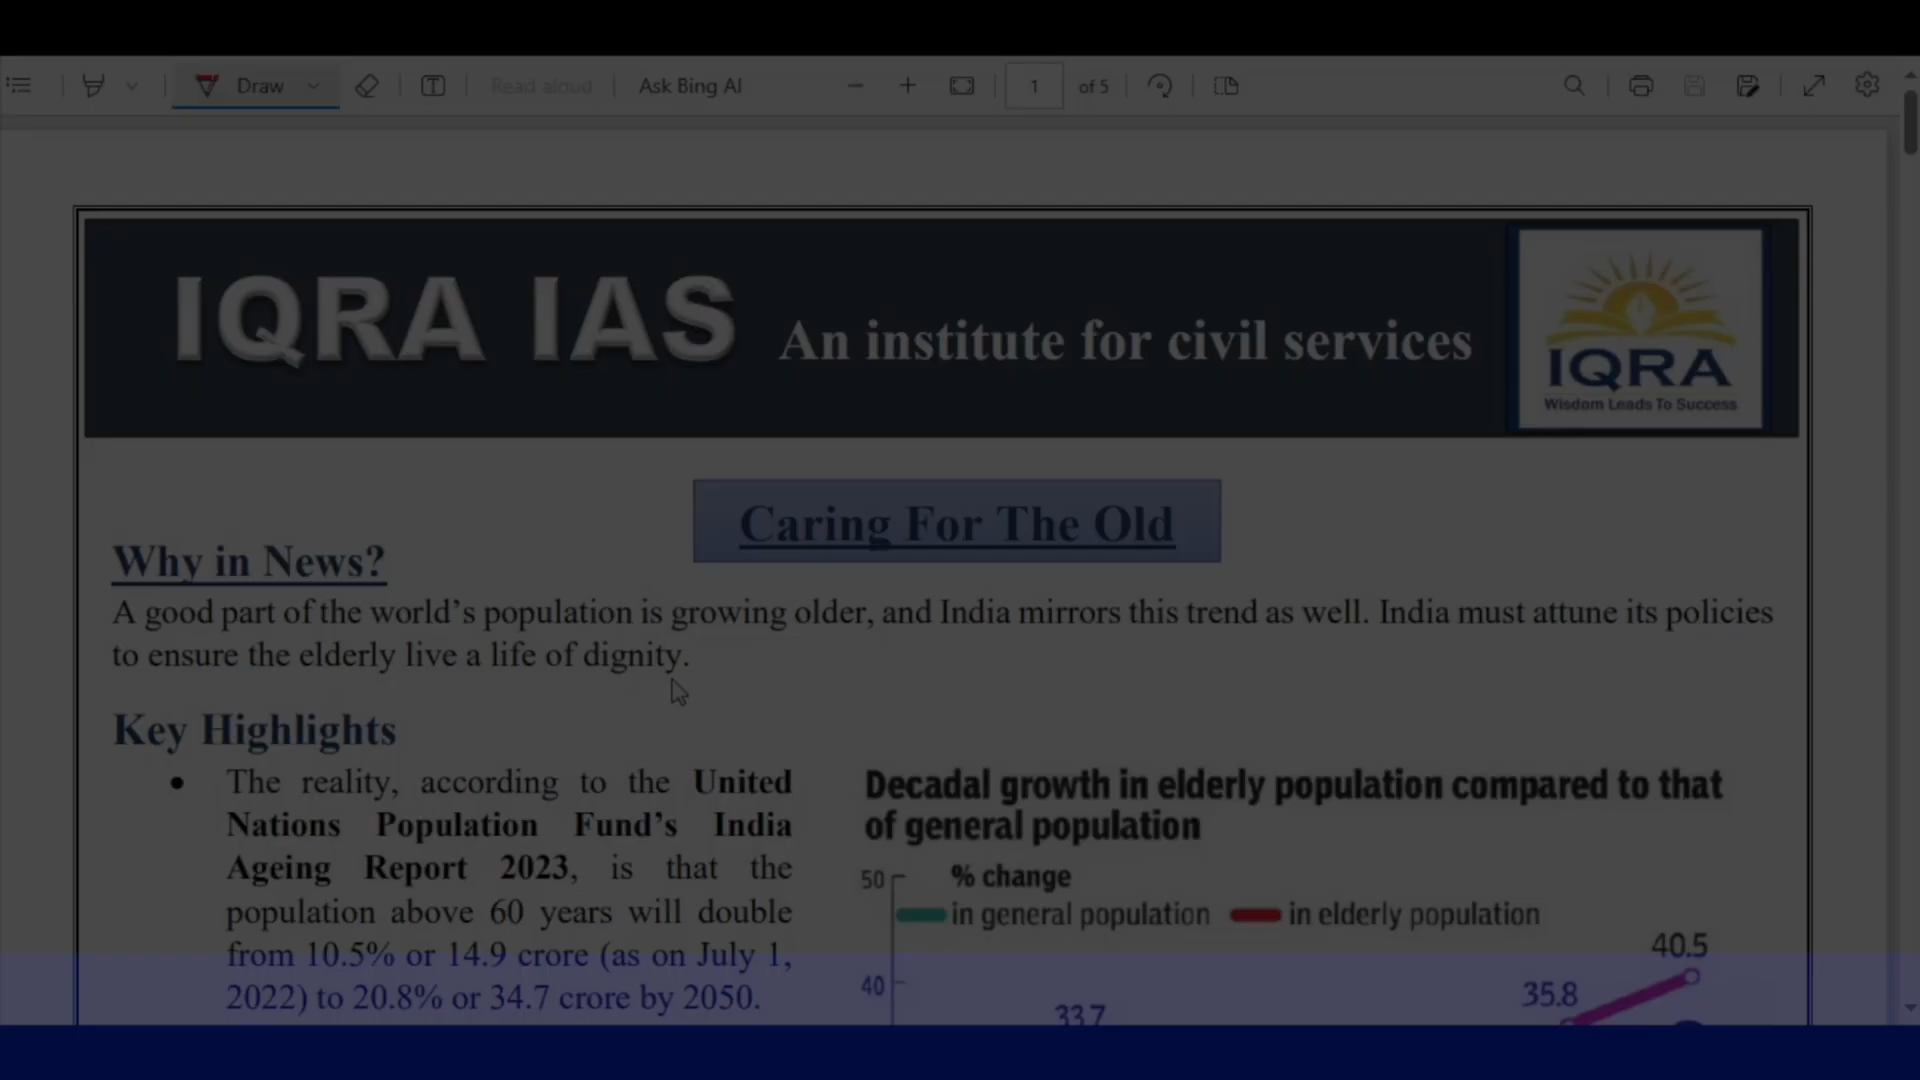 Draw
Read aloud
Ask Bing AI
1
of 5
IQRA IAS An institute for civil services
IQRA
Wisdom Leads To Success
Caring For The Old
Why in News?
A good part of the world's population is growing older, and India mirrors this trend as well. India must attune its policies
to ensure the elderly live a life of dignity.
Key Highlights
• The reality, according to the United
Nations Population Fund's India
Ageing Report 2023, is that the
population above 60 years will double
from 10.5% or 14.9 crore (as on July 1,
2022) to 20.8% or 34.7 crore by 2050.
Decadal growth in elderly population compared to that
of general population
50
% change
in general population
in elderly population
40.5
40
35.8
33.7